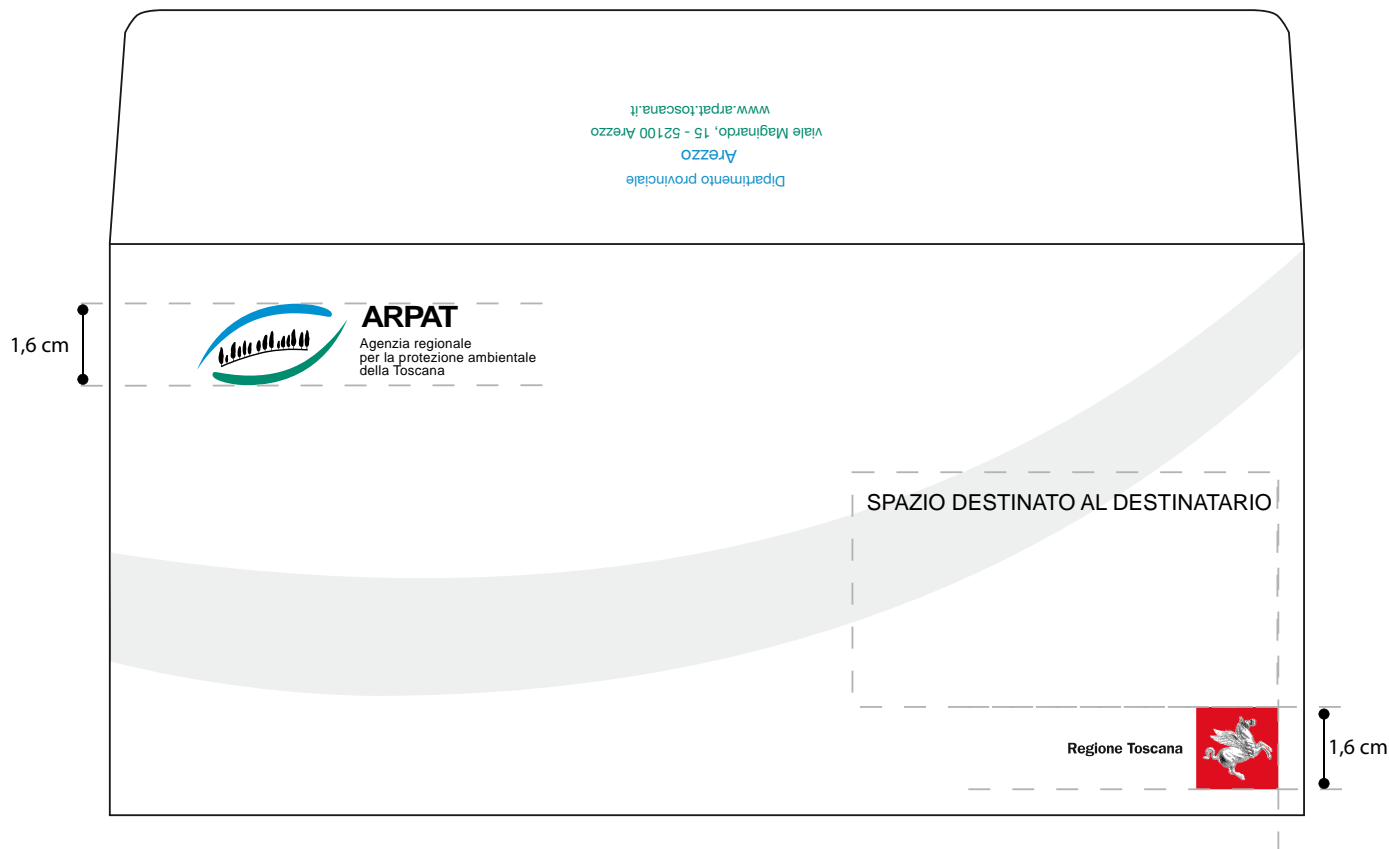 Dipartimento provinciale
Arezzo
viale Maginardo, 15 - 52100 Arezzo
www.arpat.toscana.it
1,6 cm
ARPAT
Agenzia regionale
per la protezione ambientale
della Toscana
SPAZIO DESTINATO AL DESTINATARIO
Regione Toscana
1,6 cm